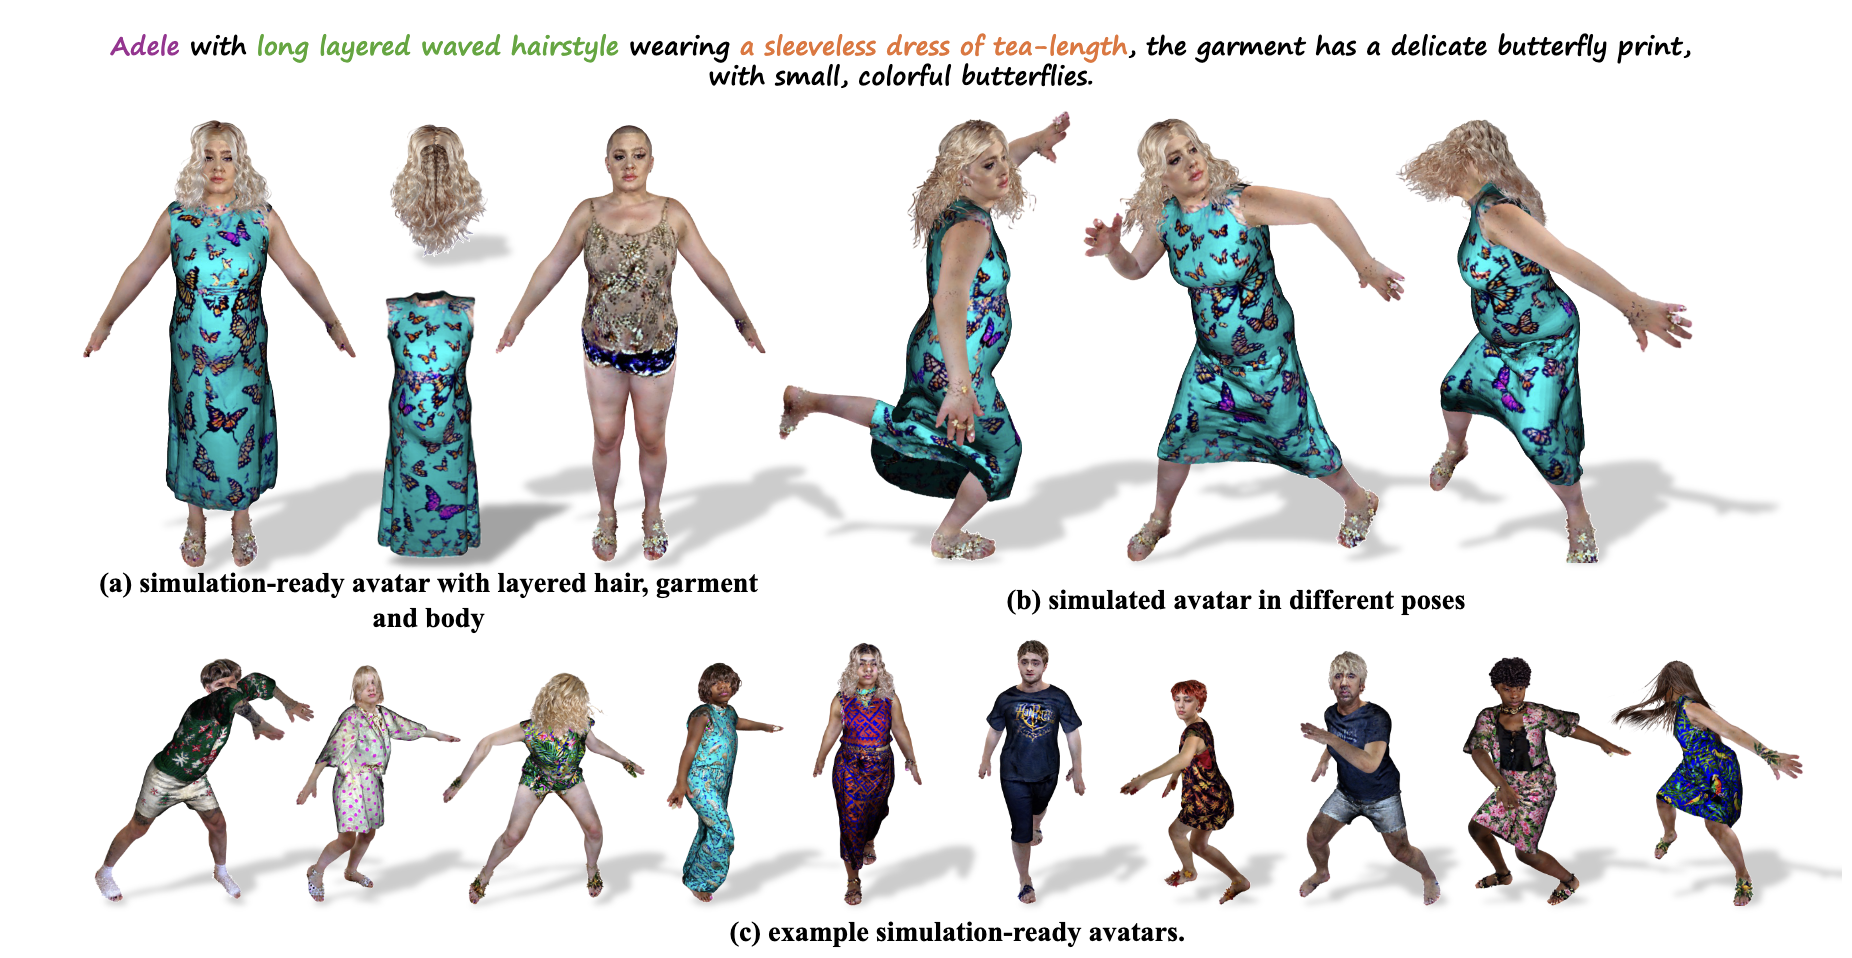 Adele with long layered waved hairstyle wearing a sleeveless dress of tea-length, the garment has a delicate butterfly print,
with small, colorful butterflies.
(a) simulation-ready avatar with layered hair, garment
and body
(b) simulated avatar in different poses
(c) example simulation-ready avatars.